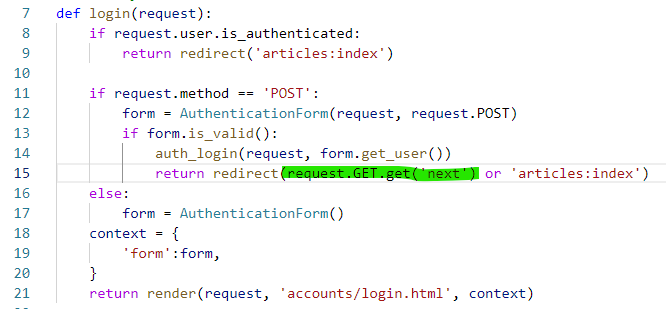 7 def login(request):
8     if request.user.is_authenticated:
9         return redirect('articles:index')
10
11     if request.method == 'POST':
12         form = AuthenticationForm(request, request.POST)
13         if form.is_valid():
14             auth_login(request, form.get_user())
15             return redirect(request.GET.get('next') or 'articles:index')
16     else:
17         form = AuthenticationForm()
18     context = {
19         'form':form,
20     }
21     return render(request, 'accounts/login.html', context)